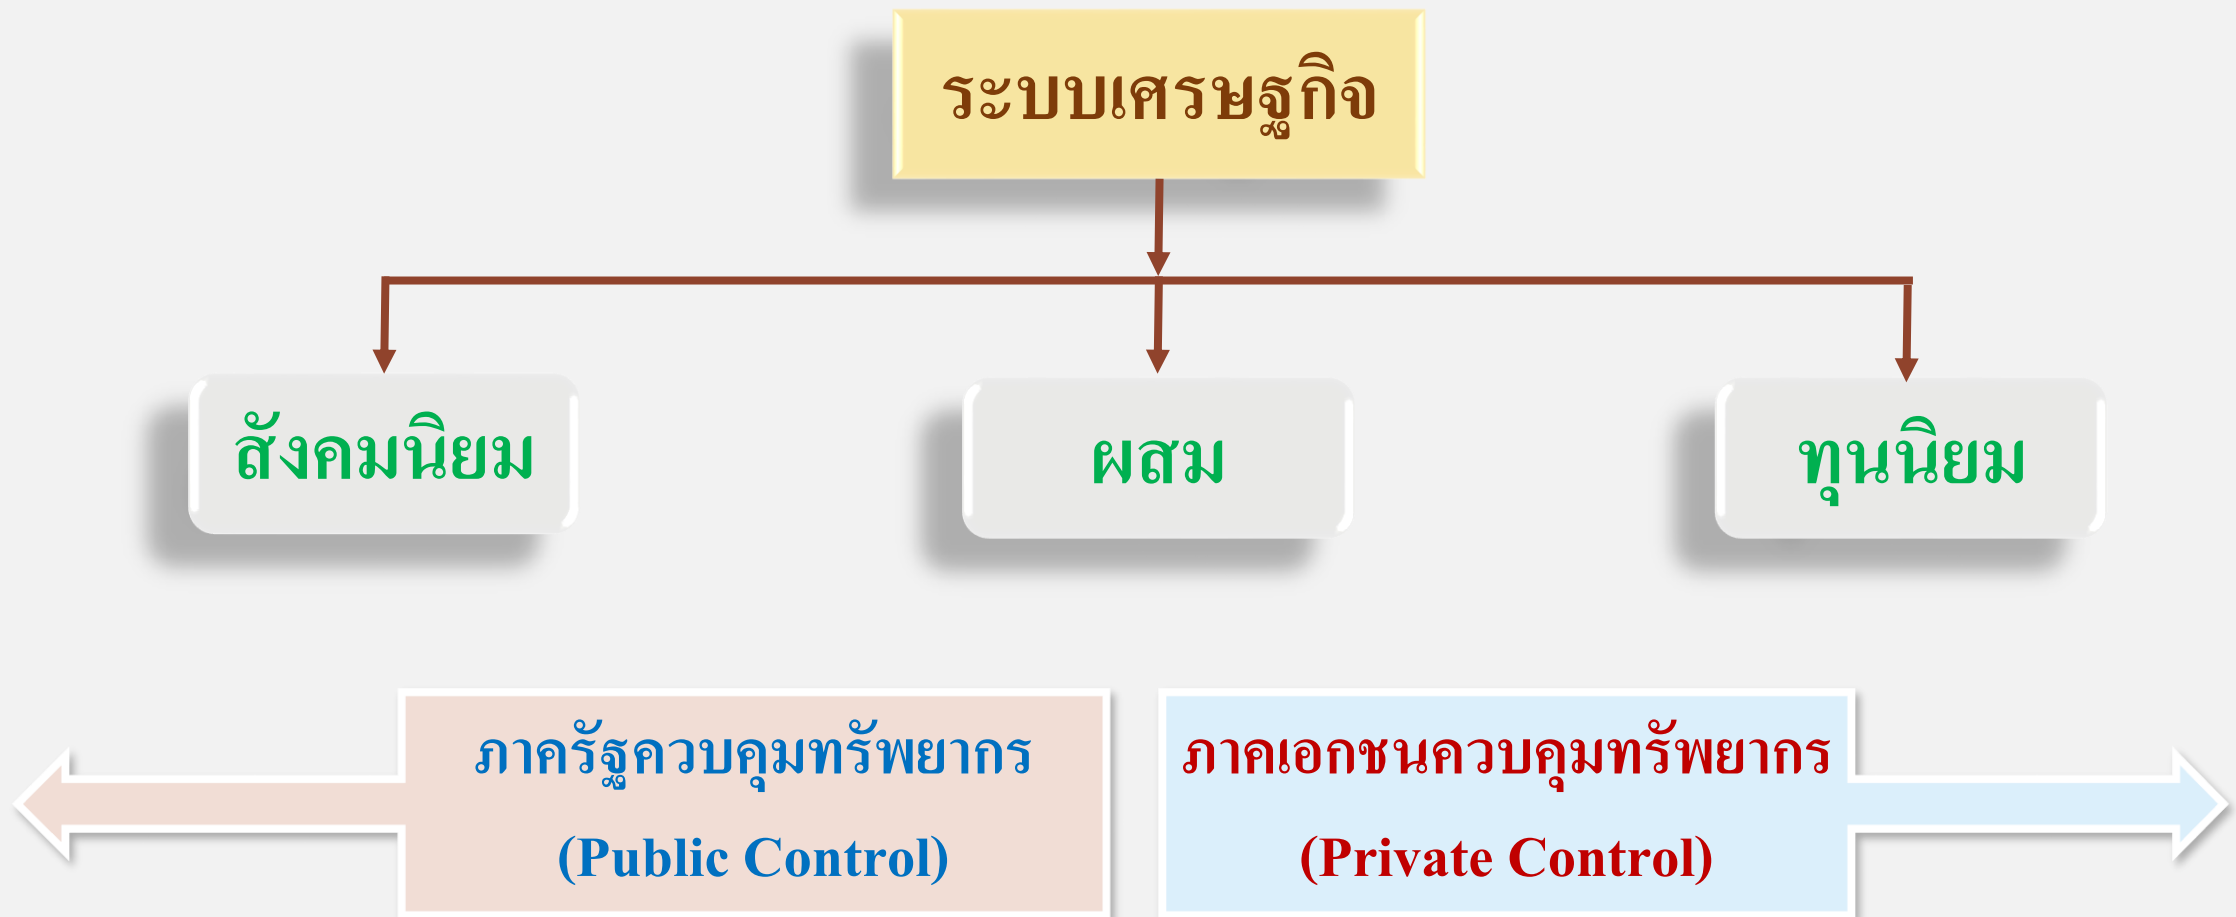 ระบบเศรษฐกิจ
สังคมนิยม
ผสม
ทุนนิยม
ภาครัฐควบคุมทรัพยากร
(Public Control)
ภาคเอกชนควบคุมทรัพยากร
(Private Control)